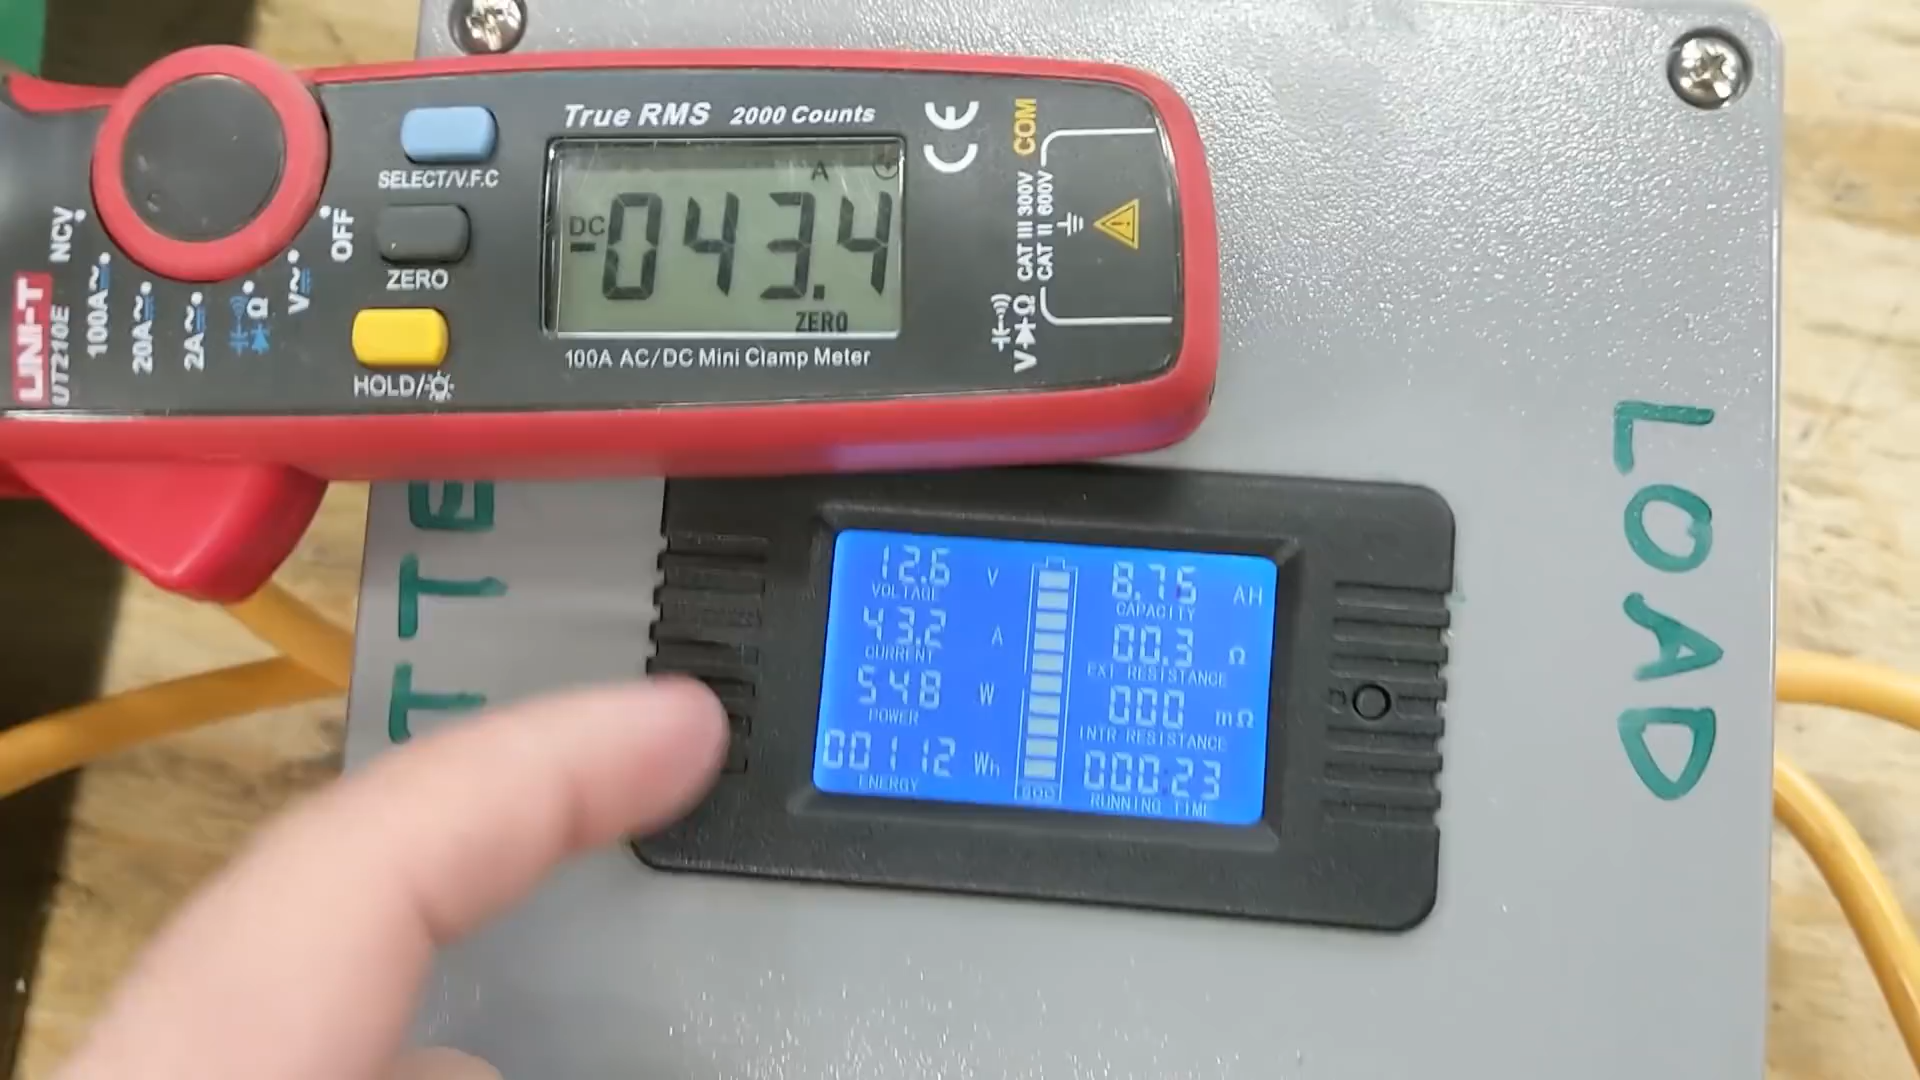 True RMS 2000 Counts
SELECT/V.F.C
ZERO
HOLD/
OFF
NCV
100A
20A
2A
Ω
V
UNI-T
UT210E
A
DC
-043.4
ZERO
100A AC/DC Mini Clamp Meter
CE
COM
CAT III 300V
CAT II 600V
V Ω
TTE
LOAD
12.6 V
VOLTAGE
43.2 A
CURRENT
548 W
POWER
00112 Wh
ENERGY
8.75 AH
CAPACITY
00.3 Ω
EXT RESISTANCE
000 mΩ
INTR RESISTANCE
000:23
RUNNING TIME